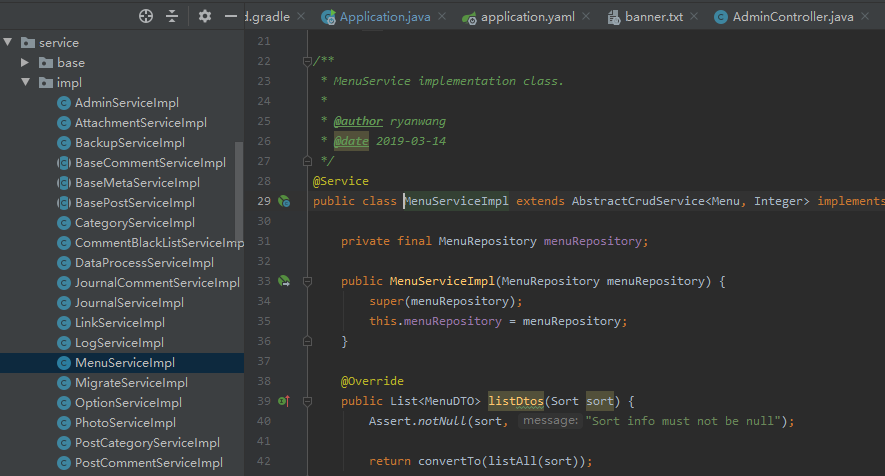 d.gradle
Application.java
application.yaml
banner.txt
AdminController.java
service
base
impl
AdminServiceImpl
AttachmentServiceImpl
BackupServiceImpl
BaseCommentServiceImpl
BaseMetaServiceImpl
BasePostServiceImpl
CategoryServiceImpl
CommentBlackListServiceImp
DataProcessServiceImpl
JournalCommentServiceImpl
JournalServiceImpl
LinkServiceImpl
LogServiceImpl
MenuServiceImpl
MigrateServiceImpl
OptionServiceImpl
PhotoServiceImpl
PostCategoryServiceImpl
PostCommentServiceImpl
21
22 /**
23 * MenuService implementation class.
24 *
25 * @author ryanwang
26 * @date 2019-03-14
27 */
28 @Service
29 public class MenuServiceImpl extends AbstractCrudService<Menu, Integer> implements
30
31 private final MenuRepository menuRepository;
32
33 public MenuServiceImpl(MenuRepository menuRepository) {
34 super(menuRepository);
35 this.menuRepository = menuRepository;
36 }
37
38 @Override
39 public List<MenuDTO> listDtos(Sort sort) {
40 Assert.notNull(sort, message: "Sort info must not be null");
41
42 return convertTo(listAll(sort));